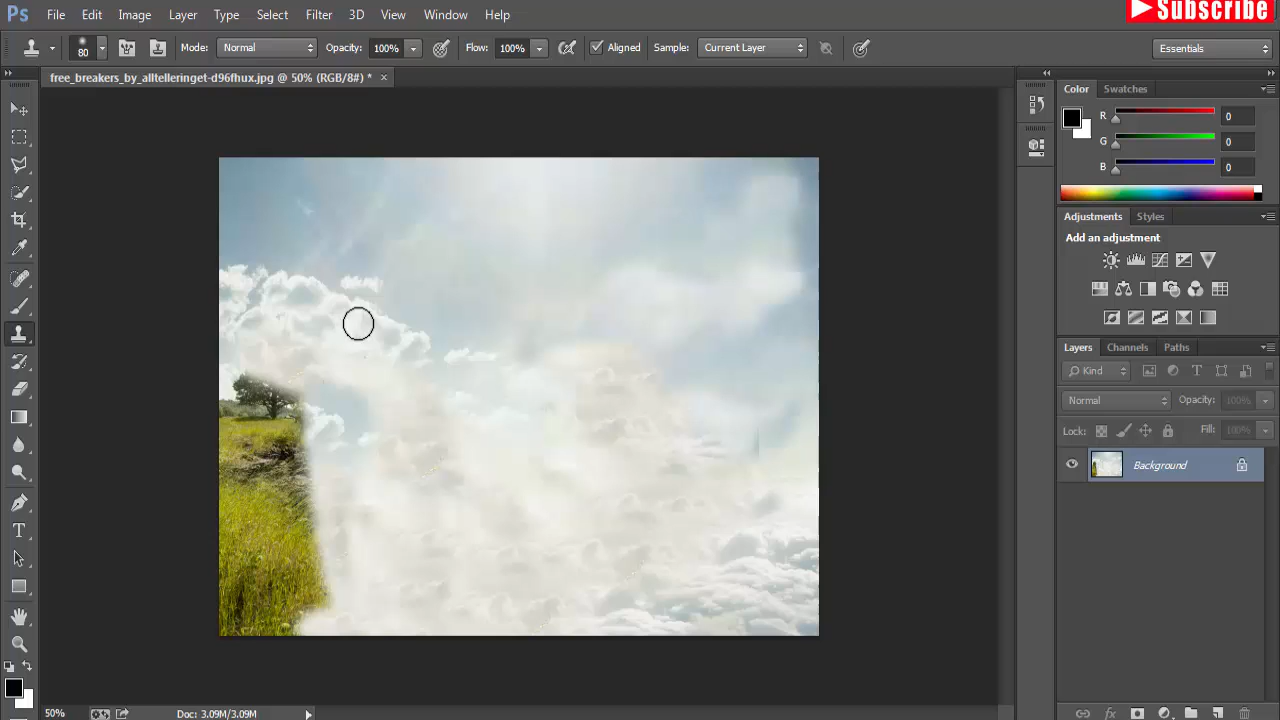 Ps File Edit Image Layer Type Select Filter 3D View Window Help
Subscribe
80 Mode: Normal Opacity: 100% Flow: 100% Aligned Sample: Current Layer Essentials
free_breakers_by_alltelleringet-d96fhux.jpg @ 50% (RGB/8#) * ×
Color Swatches
R 0
G 0
B 0
Adjustments Styles
Add an adjustment
Layers Channels Paths
Kind
Normal Opacity: 100%
Lock: Fill: 100%
Background
T
50% Doc: 3.09M/3.09M
fx